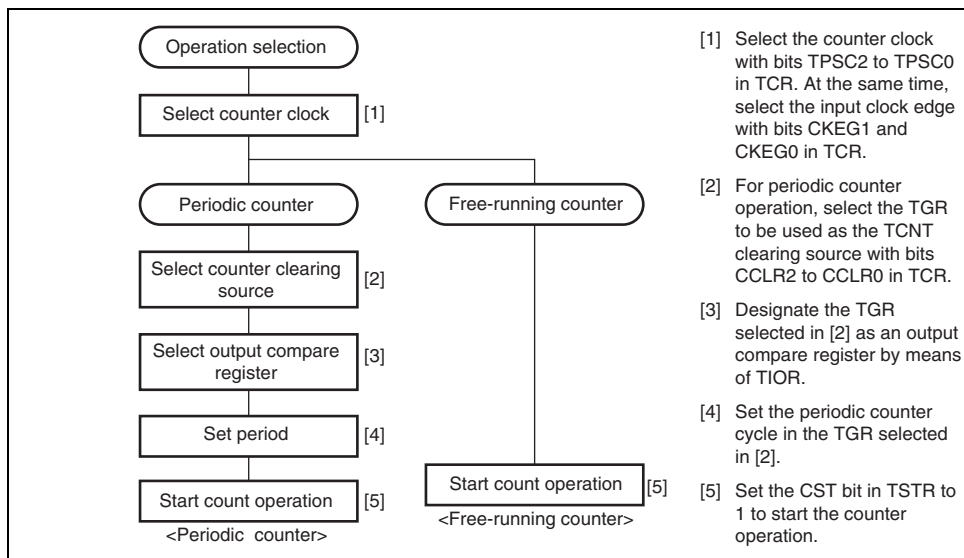 Operation selection
Select counter clock
[1]
Periodic counter
Free-running counter
Select counter clearing
source
[2]
Select output compare
register
[3]
Set period
[4]
Start count operation
[5]
<Periodic counter>
Start count operation
[5]
<Free-running counter>
[1] Select the counter clock
with bits TPSC2 to TPSC0
in TCR. At the same time,
select the input clock edge
with bits CKEG1 and
CKEG0 in TCR.
[2] For periodic counter
operation, select the TGR
to be used as the TCNT
clearing source with bits
CCLR2 to CCLR0 in TCR.
[3] Designate the TGR
selected in [2] as an output
compare register by means
of TIOR.
[4] Set the periodic counter
cycle in the TGR selected
in [2].
[5] Set the CST bit in TSTR to
1 to start the counter
operation.